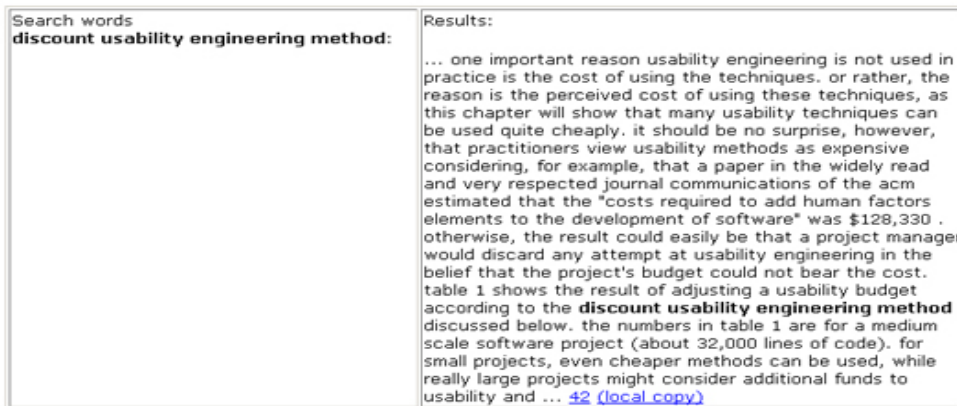 Search words
discount usability engineering method:
Results:
... one important reason usability engineering is not used in
practice is the cost of using the techniques. or rather, the
reason is the perceived cost of using these techniques, as
this chapter will show that many usability techniques can
be used quite cheaply. it should be no surprise, however,
that practitioners view usability methods as expensive
considering, for example, that a paper in the widely read
and very respected journal communications of the acm
estimated that the "costs required to add human factors
elements to the development of software" was $128,330 .
otherwise, the result could easily be that a project manager
would discard any attempt at usability engineering in the
belief that the project's budget could not bear the cost.
table 1 shows the result of adjusting a usability budget
according to the discount usability engineering method
discussed below. the numbers in table 1 are for a medium
scale software project (about 32,000 lines of code). for
small projects, even cheaper methods can be used, while
really large projects might consider additional funds to
usability and ... 42 (local copy)